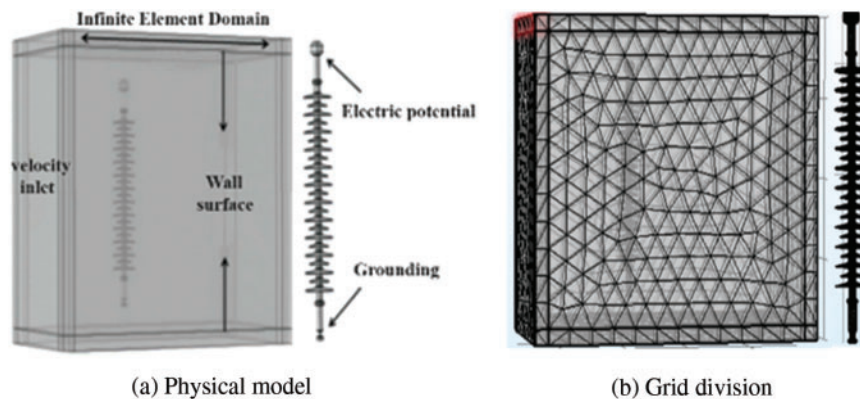 Infinite Element Domain
Electric potential
velocity
inlet
Wall
surface
Grounding
(a) Physical model
(b) Grid division